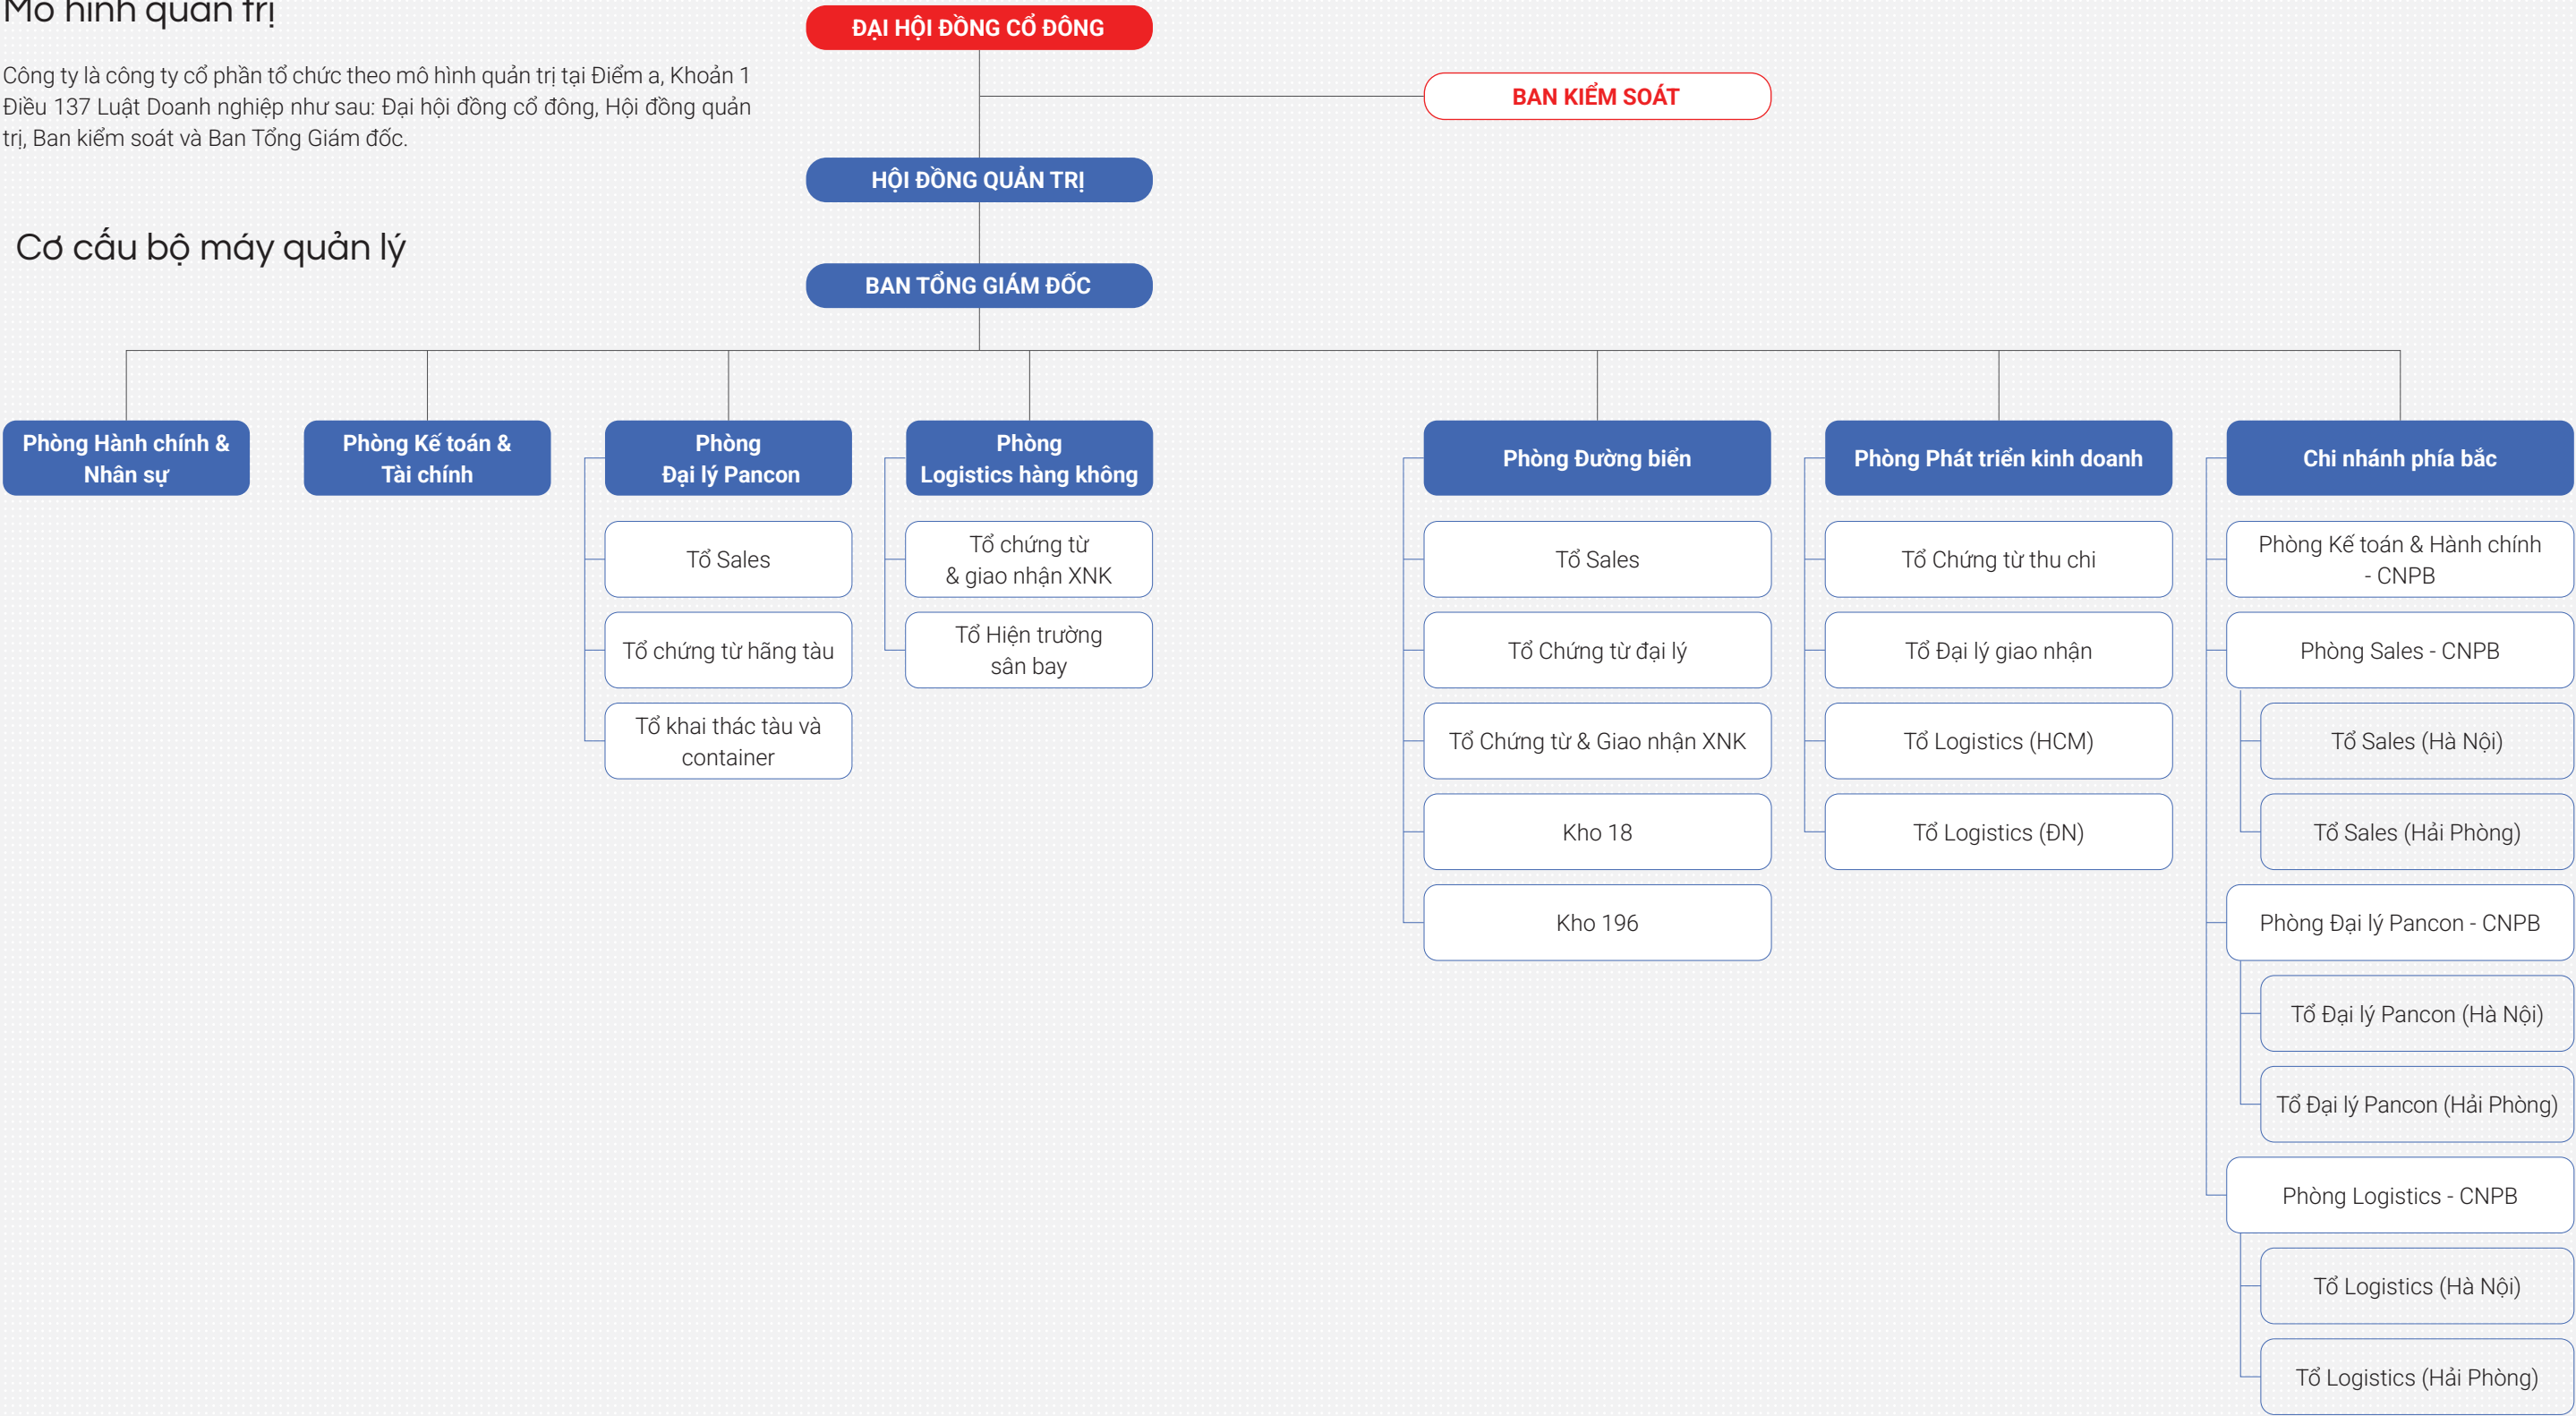 Mô hình quản trị
Công ty là công ty cổ phần tổ chức theo mô hình quản trị tại Điểm a, Khoản 1
Điều 137 Luật Doanh nghiệp như sau: Đại hội đồng cổ đông, Hội đồng quản
trị, Ban kiểm soát và Ban Tổng Giám đốc.
Cơ cấu bộ máy quản lý
ĐẠI HỘI ĐỒNG CỔ ĐÔNG
BAN KIỂM SOÁT
HỘI ĐỒNG QUẢN TRỊ
BAN TỔNG GIÁM ĐỐC
Phòng Hành chính &
Nhân sự
Phòng Kế toán &
Tài chính
Phòng
Đại lý Pancon
Tổ Sales
Tổ chứng từ hãng tàu
Tổ khai thác tàu và
container
Phòng
Logistics hàng không
Tổ chứng từ
& giao nhận XNK
Tổ Hiện trường
sân bay
Phòng Đường biển
Tổ Sales
Tổ Chứng từ đại lý
Tổ Chứng từ & Giao nhận XNK
Kho 18
Kho 196
Phòng Phát triển kinh doanh
Tổ Chứng từ thu chi
Tổ Đại lý giao nhận
Tổ Logistics (HCM)
Tổ Logistics (ĐN)
Chi nhánh phía bắc
Phòng Kế toán & Hành chính
- CNPB
Phòng Sales - CNPB
Tổ Sales (Hà Nội)
Tổ Sales (Hải Phòng)
Phòng Đại lý Pancon - CNPB
Tổ Đại lý Pancon (Hà Nội)
Tổ Đại lý Pancon (Hải Phòng)
Phòng Logistics - CNPB
Tổ Logistics (Hà Nội)
Tổ Logistics (Hải Phòng)